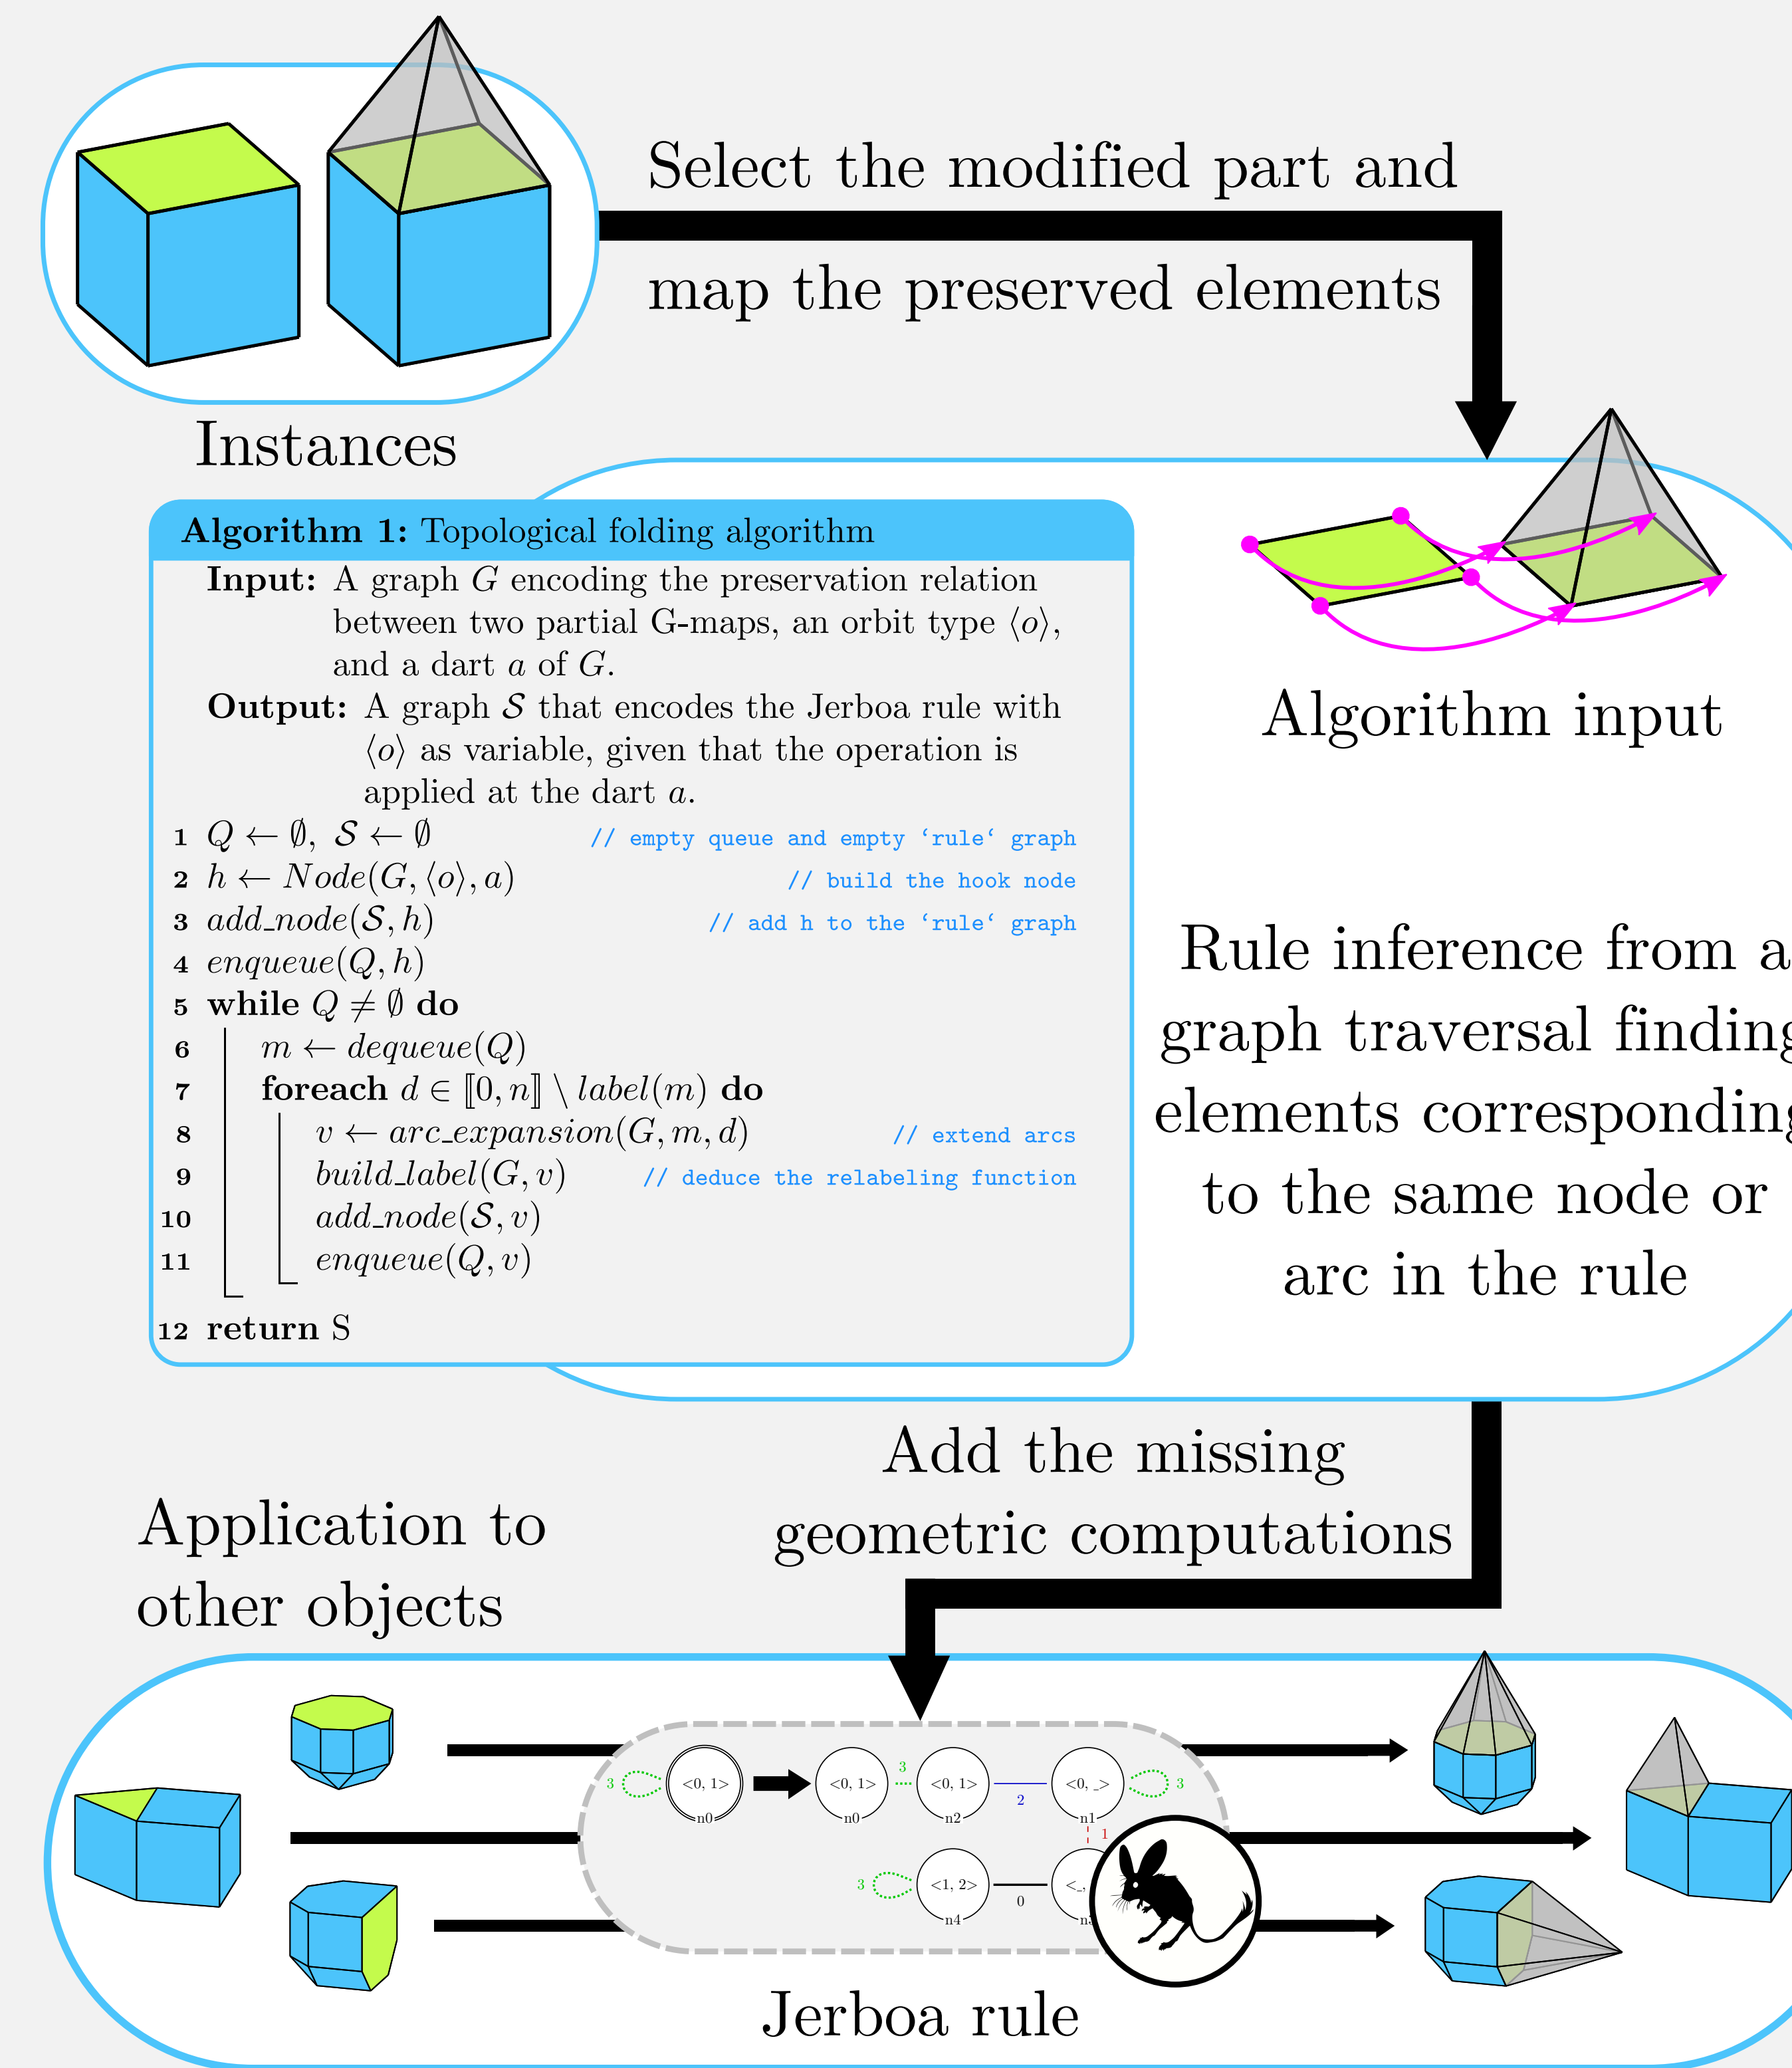 Select the modified part and
map the preserved elements
Instances
Algorithm 1: Topological folding algorithm
Input: A graph G encoding the preservation relation
between two partial G-maps, an orbit type ⟨o⟩,
and a dart a of G.
Output: A graph 𝒮 that encodes the Jerboa rule with
⟨o⟩ as variable, given that the operation is
applied at the dart a.
1 Q ← ∅, 𝒮 ← ∅ // empty queue and empty ‘rule‘ graph
2 h ← Node(G, ⟨o⟩, a) // build the hook node
3 add_node(𝒮, h) // add h to the ‘rule‘ graph
4 enqueue(Q, h)
5 while Q ≠ ∅ do
6 m ← dequeue(Q)
7 foreach d ∈ ⟦0, n⟧ \ label(m) do
8 v ← arc_expansion(G, m, d) // extend arcs
9 build_label(G, v) // deduce the relabeling function
10 add_node(𝒮, v)
11 enqueue(Q, v)
12 return S
Algorithm input
Rule inference from a
graph traversal finding
elements corresponding
to the same node or
arc in the rule
Add the missing
geometric computations
Application to
other objects
3 <0, 1> n0
<0, 1> n0 3 <0, 1> n2 2 <0, _> n1 3
1
3 <1, 2> n4 0 <_,
Jerboa rule